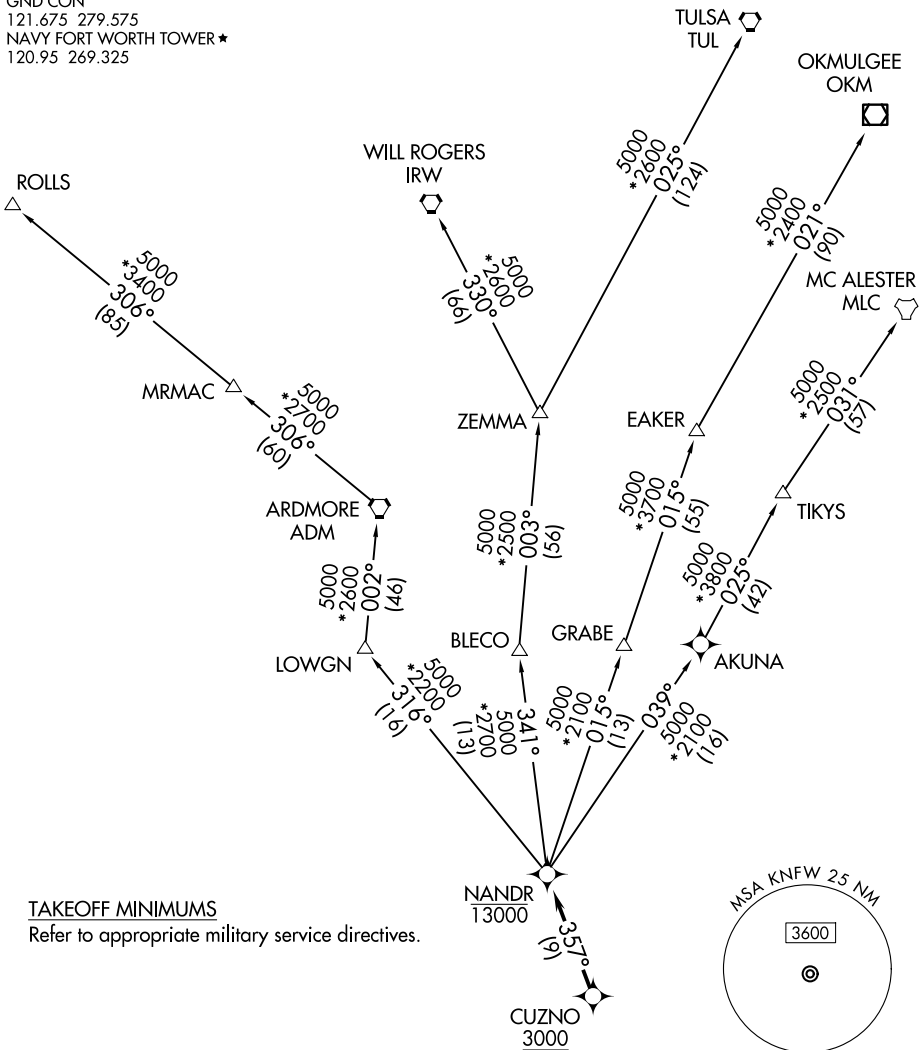 GND CON
121.675 279.575
NAVY FORT WORTH TOWER ★
120.95 269.325
TULSA
TUL
OKMULGEE
OKM
WILL ROGERS
IRW
ROLLS
5000
*2600
025°
(124)
5000
*2400
021°
(90)
MC ALESTER
MLC
5000
*3400
306°
(85)
5000
*2600
330°
(66)
MRMAC
5000
*2700
306°
(60)
ZEMMA
EAKER
5000
*2500
031°
(57)
ARDMORE
ADM
5000
*2500
003°
(56)
5000
*3700
015°
(55)
TIKYS
5000
*2600
002°
(46)
5000
*3800
025°
(42)
LOWGN
BLECO
GRABE
AKUNA
5000
*2200
316°
(16)
341°
5000
*2700
(13)
5000
*2100
015°
(13)
039°
5000
*2100
(16)
NANDR
13000
357°
(9)
CUZNO
3000
TAKEOFF MINIMUMS
Refer to appropriate military service directives.
MSA KNFW 25 NM
3600